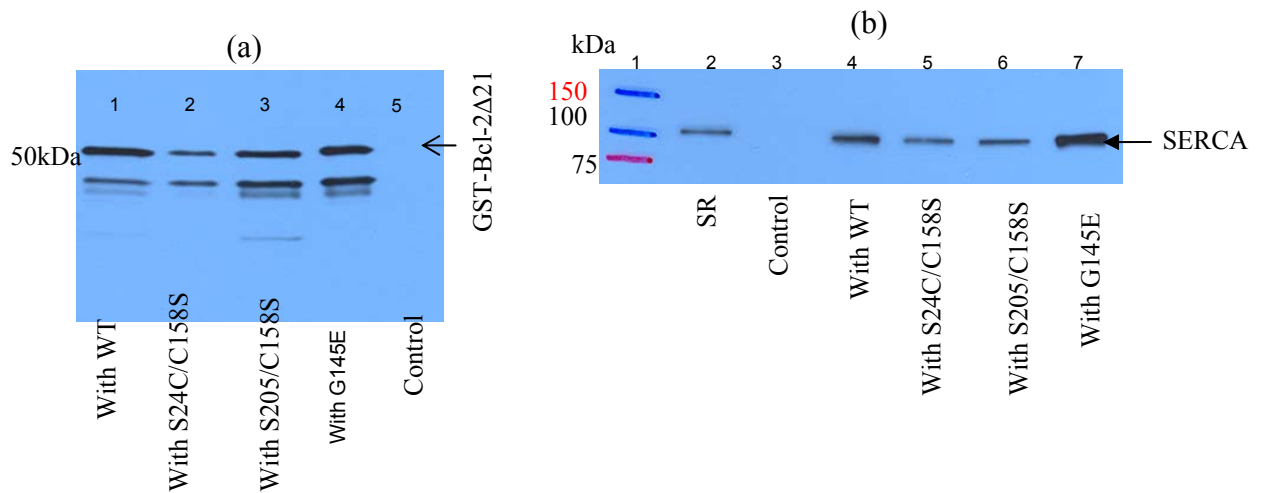 (a)
1 2 3 4 5
50kDa
GST-Bcl-2Δ21
With WT
With S24C/C158S
With S205/C158S
With G145E
Control
(b)
kDa
1 2 3 4 5 6 7
150
100
75
SERCA
SR
Control
With WT
With S24C/C158S
With S205/C158S
With G145E